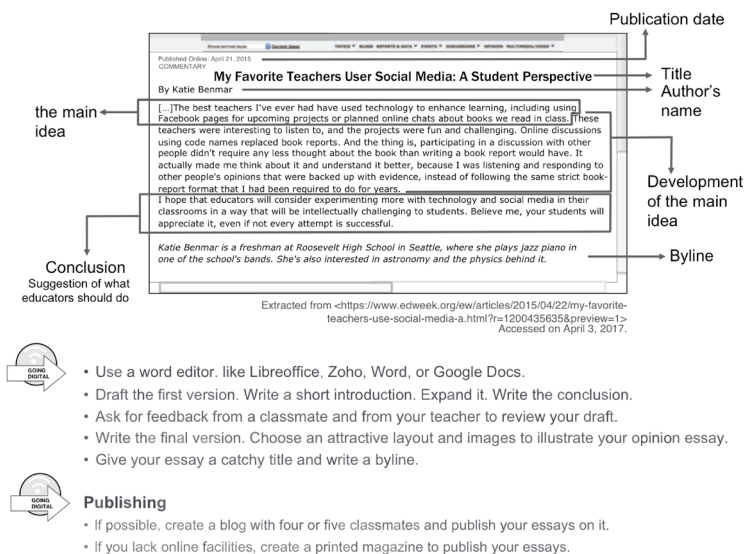 Publication date
Browse archived issues Current Issue TOPICS BLOGS REPORTS & DATA EVENTS DISCUSSIONS OPINION MULTIMEDIA/VIDEO
Published Online: April 21, 2015
COMMENTARY
My Favorite Teachers User Social Media: A Student Perspective
Title
By Katie Benmar
Author's
name
the main
idea
[...]The best teachers I've ever had have used technology to enhance learning, including using
Facebook pages for upcoming projects or planned online chats about books we read in class. These
teachers were interesting to listen to, and the projects were fun and challenging. Online discussions
using code names replaced book reports. And the thing is, participating in a discussion with other
people didn't require any less thought about the book than writing a book report would have. It
actually made me think about it and understand it better, because I was listening and responding to
other people's opinions that were backed up with evidence, instead of following the same strict book-
report format that I had been required to do for years.
Development
of the main
idea
I hope that educators will consider experimenting more with technology and social media in their
classrooms in a way that will be intellectually challenging to students. Believe me, your students will
appreciate it, even if not every attempt is successful.
Katie Benmar is a freshman at Roosevelt High School in Seattle, where she plays jazz piano in
one of the school's bands. She's also interested in astronomy and the physics behind it.
Byline
Conclusion
Suggestion of what
educators should do
Extracted from <https://www.edweek.org/ew/articles/2015/04/22/my-favorite-
teachers-use-social-media-a.html?r=1200435635&preview=1>
Accessed on April 3, 2017.
GOING
DIGITAL
• Use a word editor. like Libreoffice, Zoho, Word, or Google Docs.
• Draft the first version. Write a short introduction. Expand it. Write the conclusion.
• Ask for feedback from a classmate and from your teacher to review your draft.
• Write the final version. Choose an attractive layout and images to illustrate your opinion essay.
• Give your essay a catchy title and write a byline.
GOING
DIGITAL
Publishing
• If possible, create a blog with four or five classmates and publish your essays on it.
• If you lack online facilities, create a printed magazine to publish your essays.